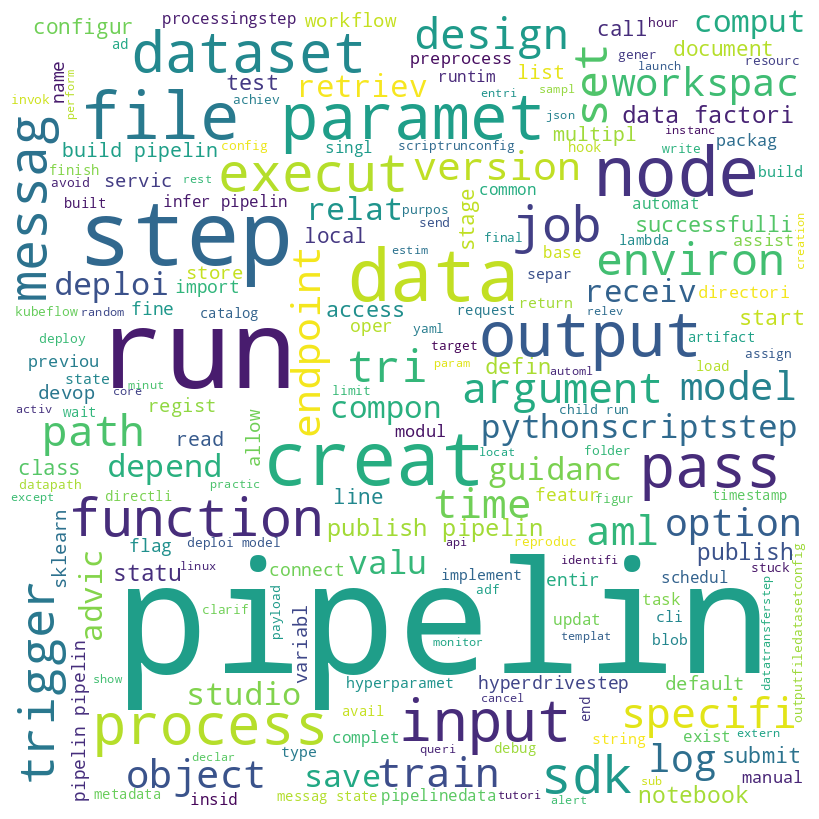 configur
processingstep
workflow
ad
dataset
design
call
hour
comput
gener
document
name
test
preprocess
runtim
list
set
launch
resourc
retriev
workspac
invok
perform
file
achiev
paramet
entri
sampl
json
data factori
messag
build pipelin
config
singl
scriptrunconfig
multipl
hook
instanc
write
packag
finish
avoid
servic
rest
execut
version
node
build
built
infer pipelin
relat
common
purpos
send
stage
job
automat
successfulli
step
local
final
lambda
assist
creation
deploi
store
endpoint
estim
data
base
separ
environ
import
access
receiv
directori
kubeflow
random
fine
catalog
request
return
relev
start
deploy
run
oper
yaml
output
artifact
previou
tri
target
defin
automl
assign
load
state
minut
core
param
devop
activ
wait
regist
limit
compon
argument
model
child run
path
read
allow
modul
pythonscriptstep
class
depend
creat
locat
guidanc
folder
pass
datapath
except
directli
practic
line
time
featur
figur
timestamp
function
publish pipelin
aml
option
sklearn
flag
deploi model
api
reproduc
publish
advic
statu
linux
connect
valu
implement
identifi
entir
schedul
stuck
trigger
pipelin
clarif
payload
variabl
adf
updat
task
cli
templat
blob
monitor
datatransferstep
outputfiledatasetconfig
show
studio
hyperparamet
hyperdrivestep
default
pipelin pipelin
process
avail
input
cancel
end
specifi
declar
type
complet
queri
debug
string
exist
extern
object
save
train
sdk
log
submit
metadata
insid
messag state
pipelinedata
tutori
alert
sub
notebook
manual